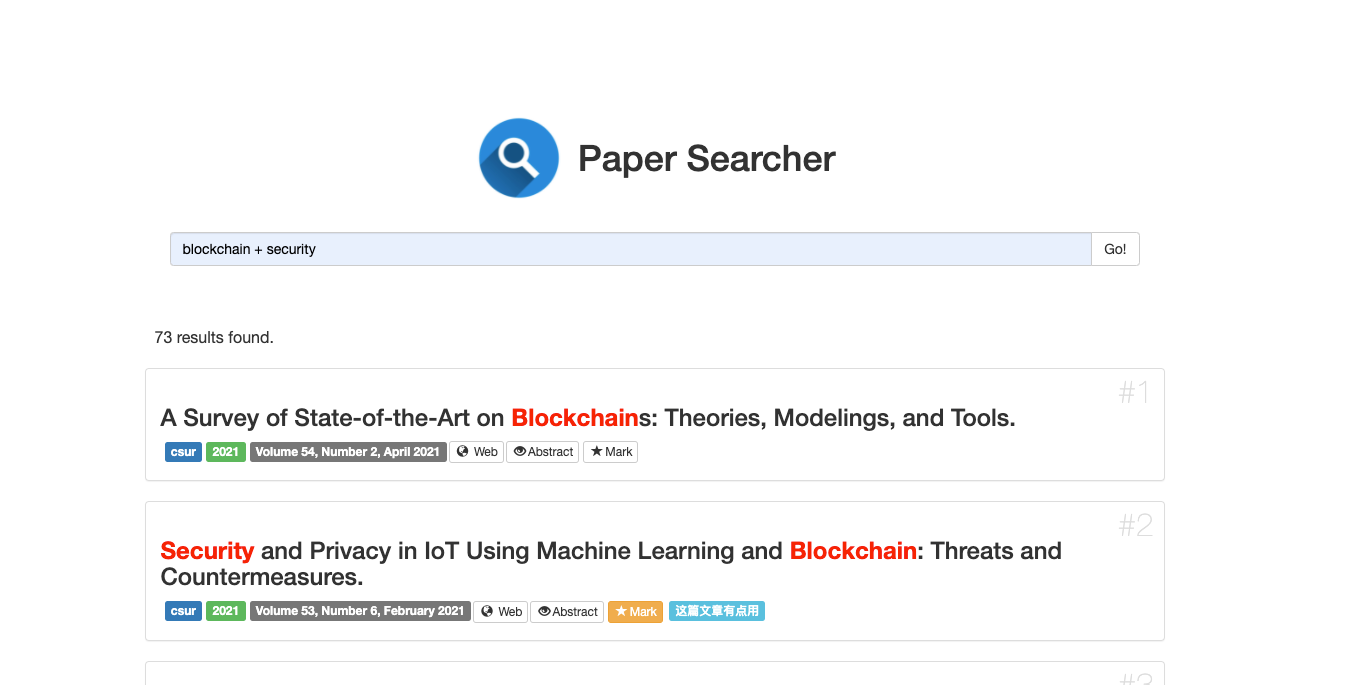 Paper Searcher
blockchain + security
Go!
73 results found.
#1
A Survey of State-of-the-Art on Blockchains: Theories, Modelings, and Tools.
csur 2021 Volume 54, Number 2, April 2021 Web Abstract Mark
#2
Security and Privacy in IoT Using Machine Learning and Blockchain: Threats and
Countermeasures.
csur 2021 Volume 53, Number 6, February 2021 Web Abstract Mark 这篇文章有点用
#3